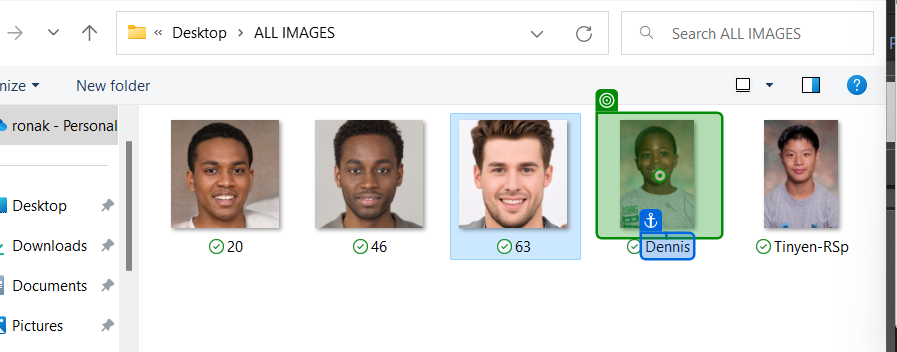 Desktop > ALL IMAGES
Search ALL IMAGES
nize
New folder
ronak - Personal
Desktop
Downloads
Documents
Pictures
20
46
63
1986
Dennis
Tinyen-RSp